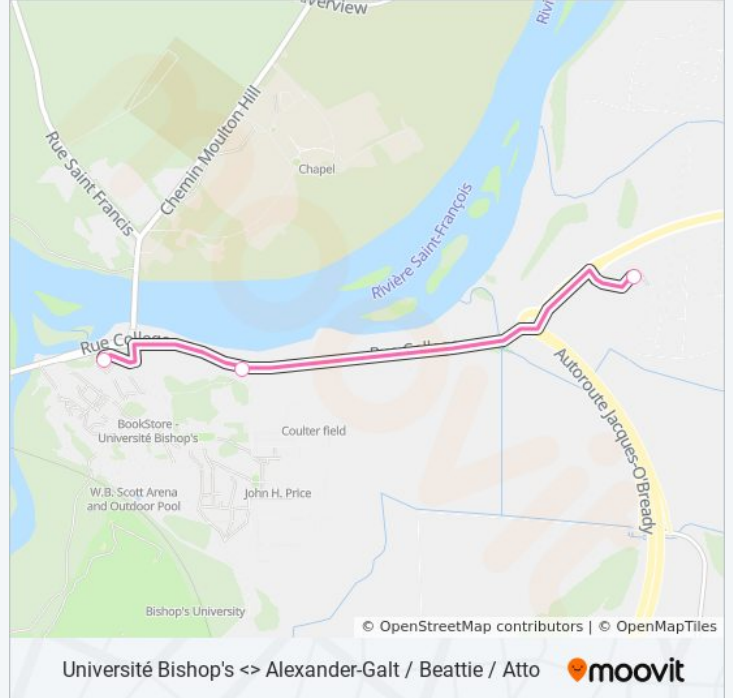 verview
Rivi
Chemin Moulton Hill
Rue Saint Francis
Chapel
Rivière Saint-François
Rue College
Autoroute Jacques-O'Bready
BookStore -
Université Bishop's
Coulter field
W.B. Scott Arena
and Outdoor Pool
John H. Price
Bishop's University
© OpenStreetMap contributors | © OpenMapTiles
Université Bishop's <> Alexander-Galt / Beattie / Atto
moovit